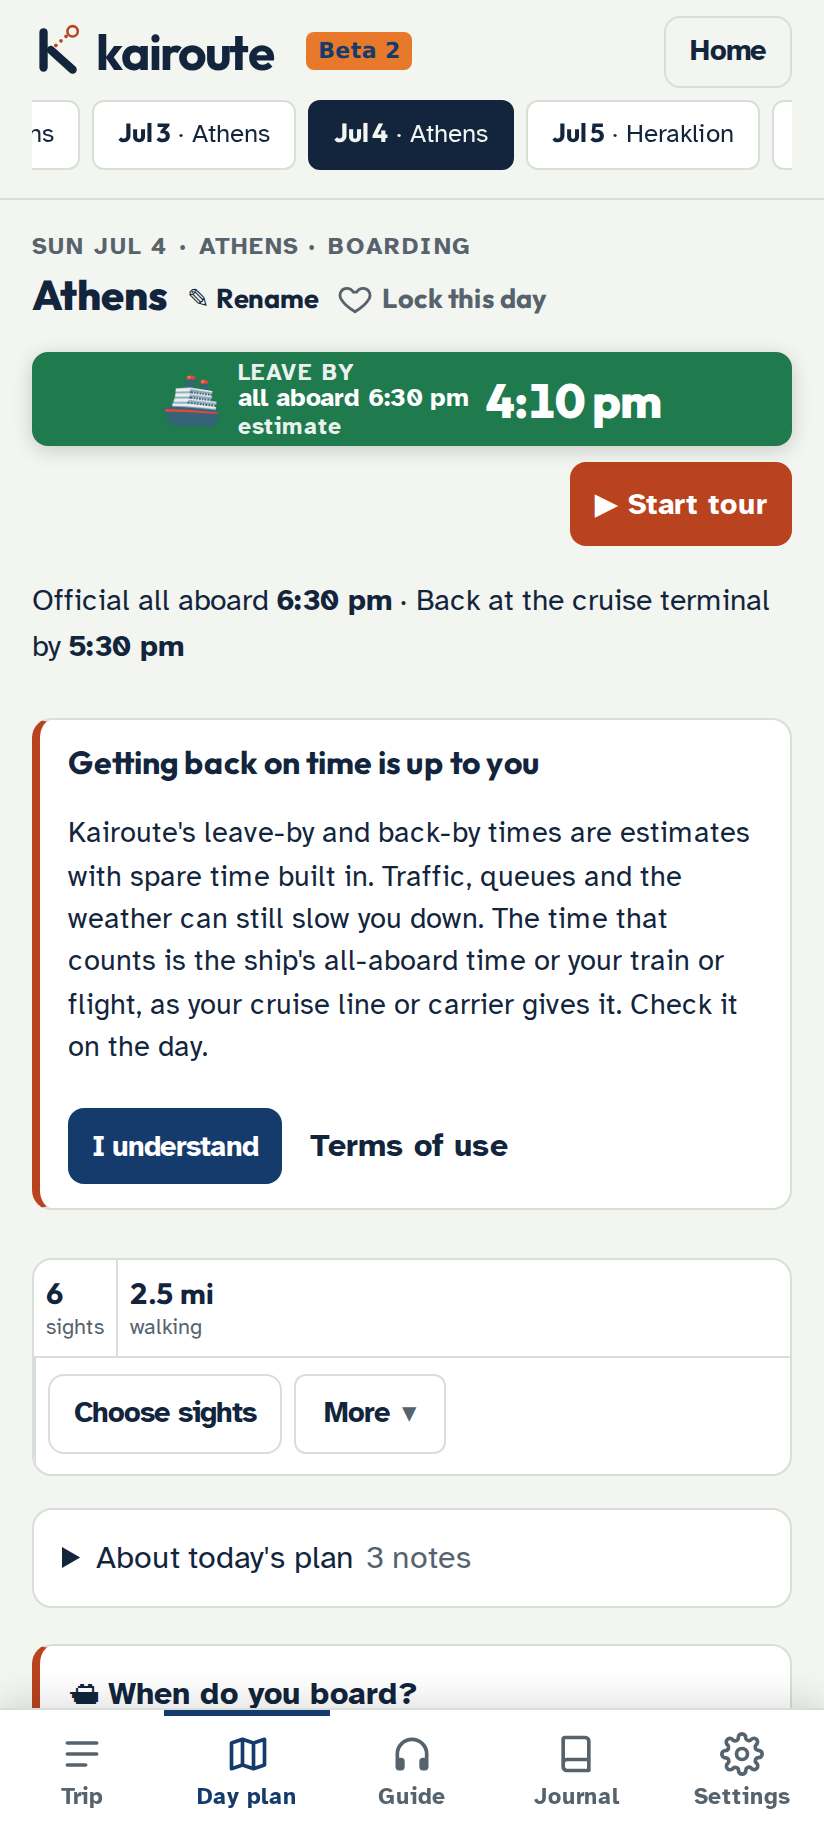 kairoute
Beta 2
Home
ns
Jul 3 · Athens
Jul 4 · Athens
Jul 5 · Heraklion
SUN JUL 4 · ATHENS · BOARDING
Athens
✎ Rename
Lock this day
LEAVE BY
all aboard 6:30 pm
estimate
4:10 pm
▶ Start tour
Official all aboard 6:30 pm · Back at the cruise terminal
by 5:30 pm
Getting back on time is up to you
Kairoute's leave-by and back-by times are estimates
with spare time built in. Traffic, queues and the
weather can still slow you down. The time that
counts is the ship's all-aboard time or your train or
flight, as your cruise line or carrier gives it. Check it
on the day.
I understand
Terms of use
6
sights
2.5 mi
walking
Choose sights
More ▼
▶ About today's plan 3 notes
When do you board?
Trip
Day plan
Guide
Journal
Settings